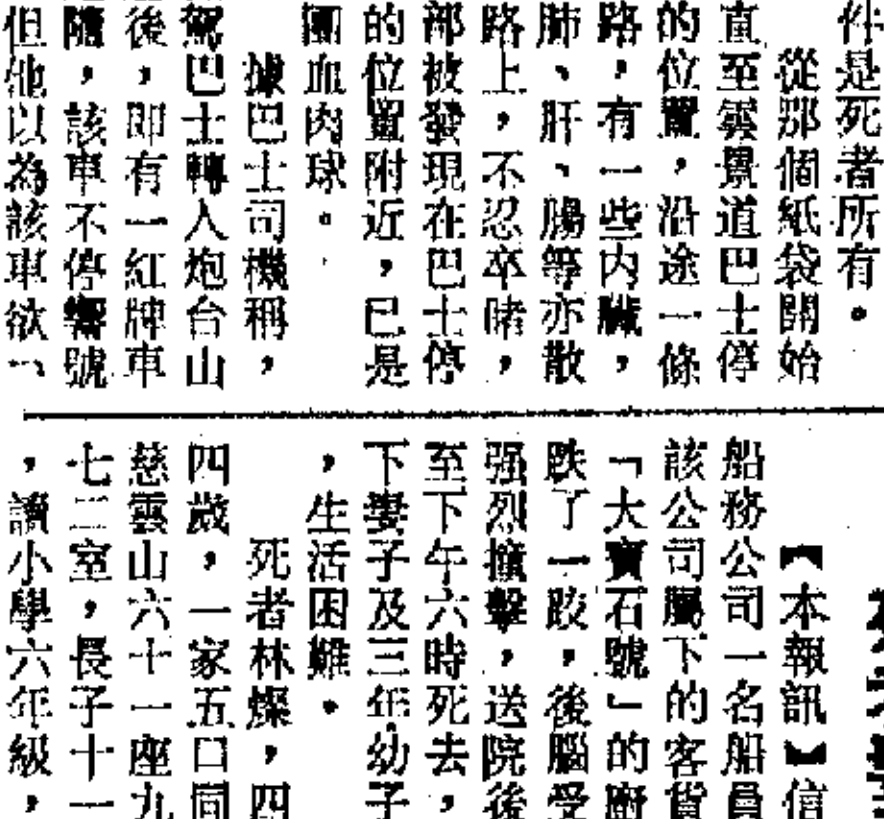 件是死者所有。
從那個紙袋開始
直至雲景道巴士停
的位置，沿途一條
路，有一些內臟，
肺、肝、腸等亦散
路上，不忍卒睹，
部被發現在巴士停
的位置附近，已是
團血肉球。
據巴士司機稱，
駕巴士轉入炮台山
後，即有一紅牌車
隨，該車不停響號
但他以為該車欲
【本報訊】信
船務公司一名船員
該公司屬下的客貨
「大寶石號」的廚
跌了一跤，後腦受
强烈撞擊，送院後
至下午六時死去，
下妻子及三年幼子
，生活困難。
死者林燦，四
四歲，一家五口同
慈雲山六十一座九
七二室，長子十一
，讀小學六年級，